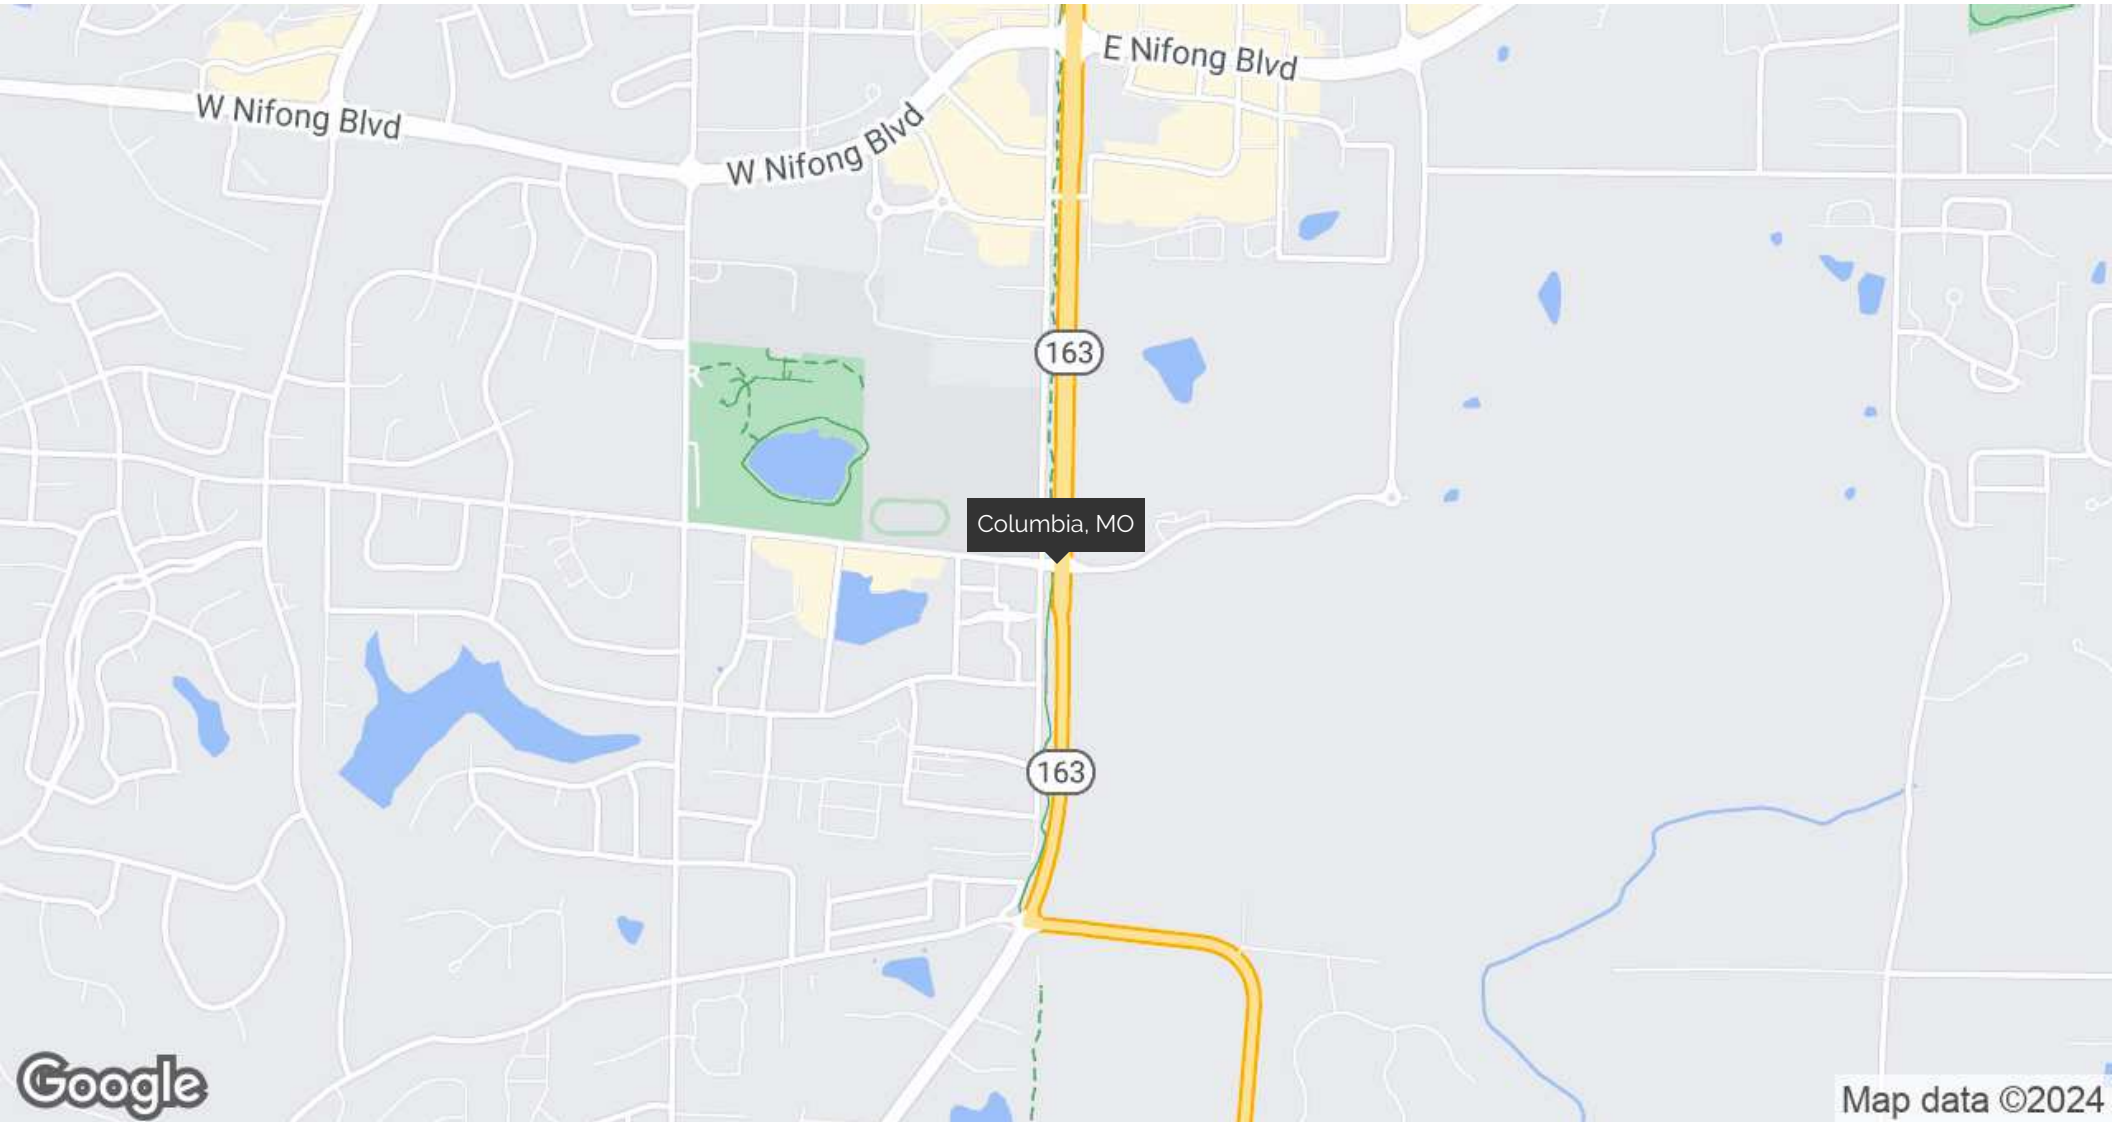 E Nifong Blvd
W Nifong Blvd
W Nifong Blvd
163
Columbia, MO
163
Google
Map data ©2024